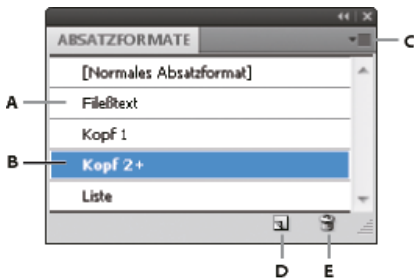 ABSATZFORMATE
C
[Normales Absatzformat]
A
Fließtext
Kopf 1
B
Kopf 2+
Liste
D
E